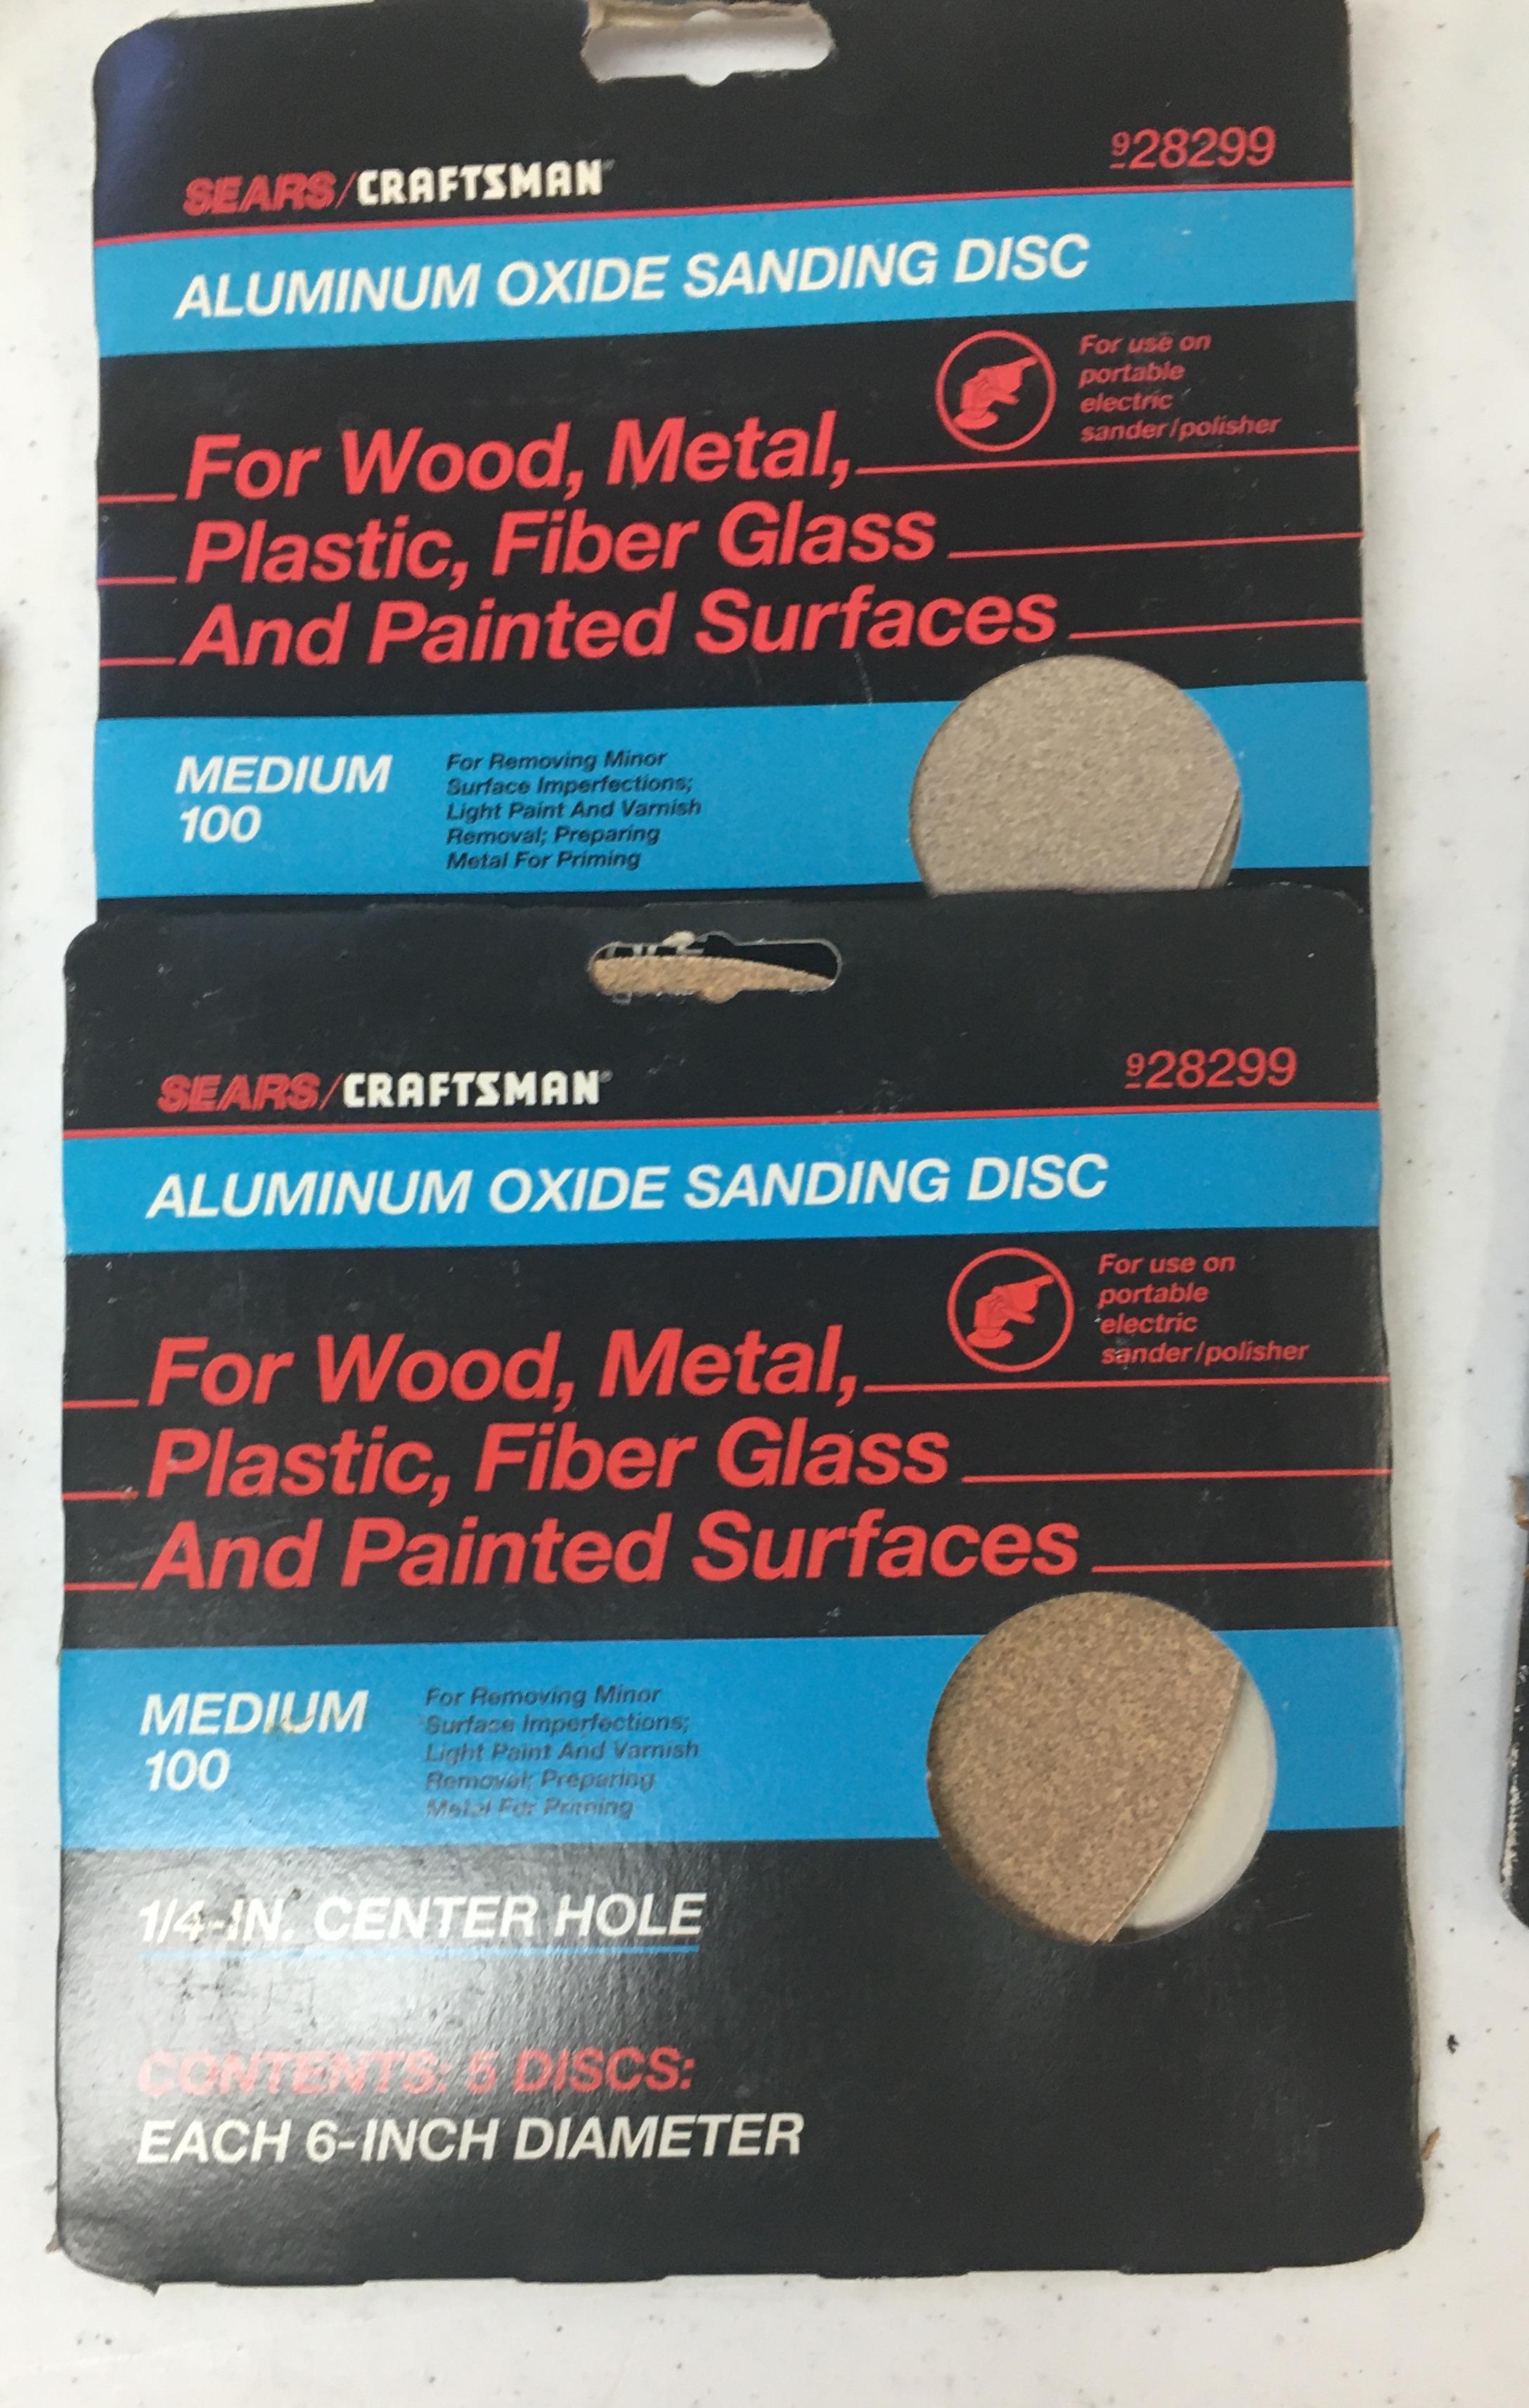 928299
SEARS/CRAFTSMAN®
ALUMINUM OXIDE SANDING DISC
For use on
portable
electric
sander/polisher
For Wood, Metal,
Plastic, Fiber Glass
And Painted Surfaces
MEDIUM
100
For Removing Minor
Surface Imperfections;
Light Paint And Varnish
Removal; Preparing
Metal For Priming
928299
SEARS/CRAFTSMAN®
ALUMINUM OXIDE SANDING DISC
For use on
portable
electric
sander/polisher
For Wood, Metal,
Plastic, Fiber Glass
And Painted Surfaces
MEDIUM
100
For Removing Minor
Surface Imperfections;
Light Paint And Varnish
Removal; Preparing
Metal For Priming
1/4-IN. CENTER HOLE
CONTENTS: 5 DISCS:
EACH 6-INCH DIAMETER